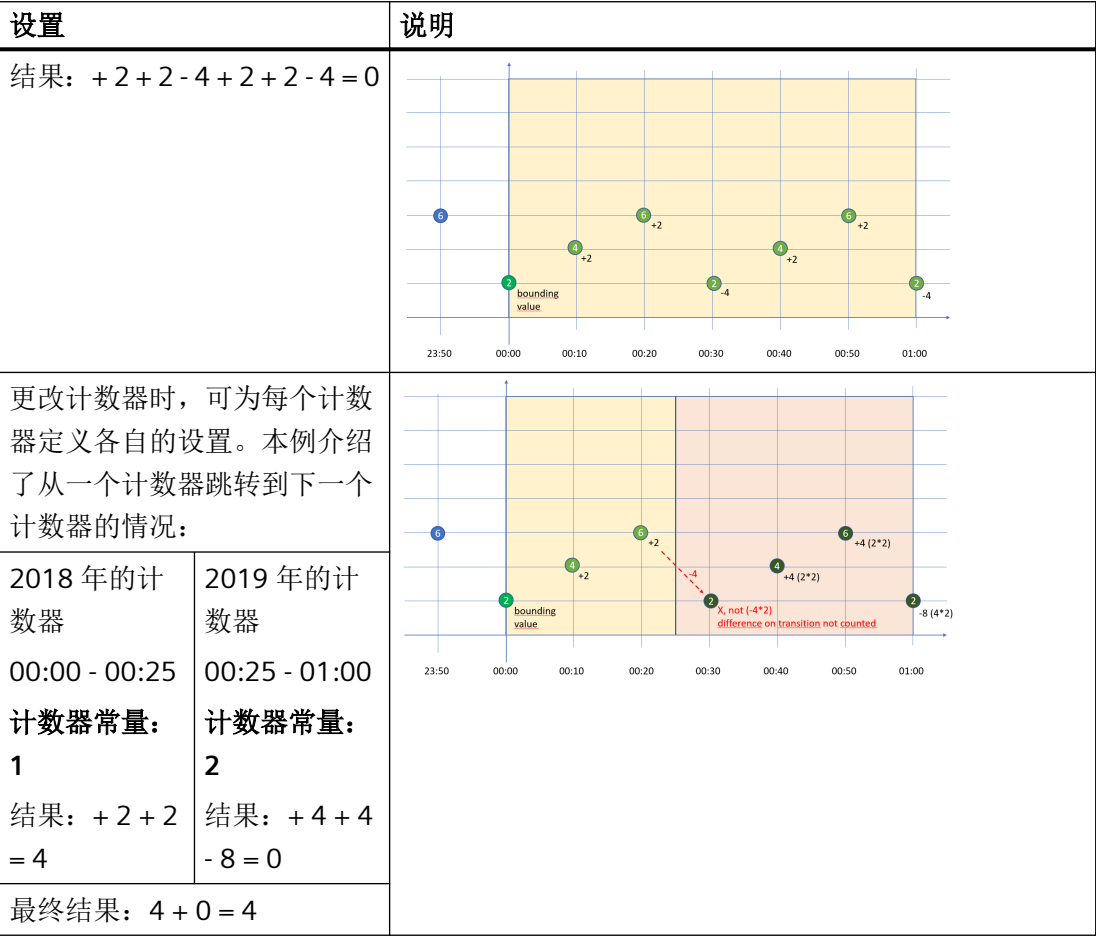 设置
说明
结果：+ 2 + 2 - 4 + 2 + 2 - 4 = 0
6
6
6
+2
+2
4
4
+2
+2
2
2
2
bounding
-4
-4
value
23:50 00:00 00:10 00:20 00:30 00:40 00:50 01:00
更改计数器时，可为每个计数
器定义各自的设置。本例介绍
了从一个计数器跳转到下一个
计数器的情况：
2018 年的计
数器
00:00 - 00:25
计数器常量：
1
结果：+ 2 + 2
= 4
2019 年的计
数器
00:25 - 01:00
计数器常量：
2
结果：+ 4 + 4
- 8 = 0
最终结果：4 + 0 = 4
6
6
6
+2
+4 (2*2)
4
-4
4
+2
+4 (2*2)
2
2
2
bounding
X, not (-4*2)
-8 (4*2)
value
difference on transition not counted
23:50 00:00 00:10 00:20 00:30 00:40 00:50 01:00